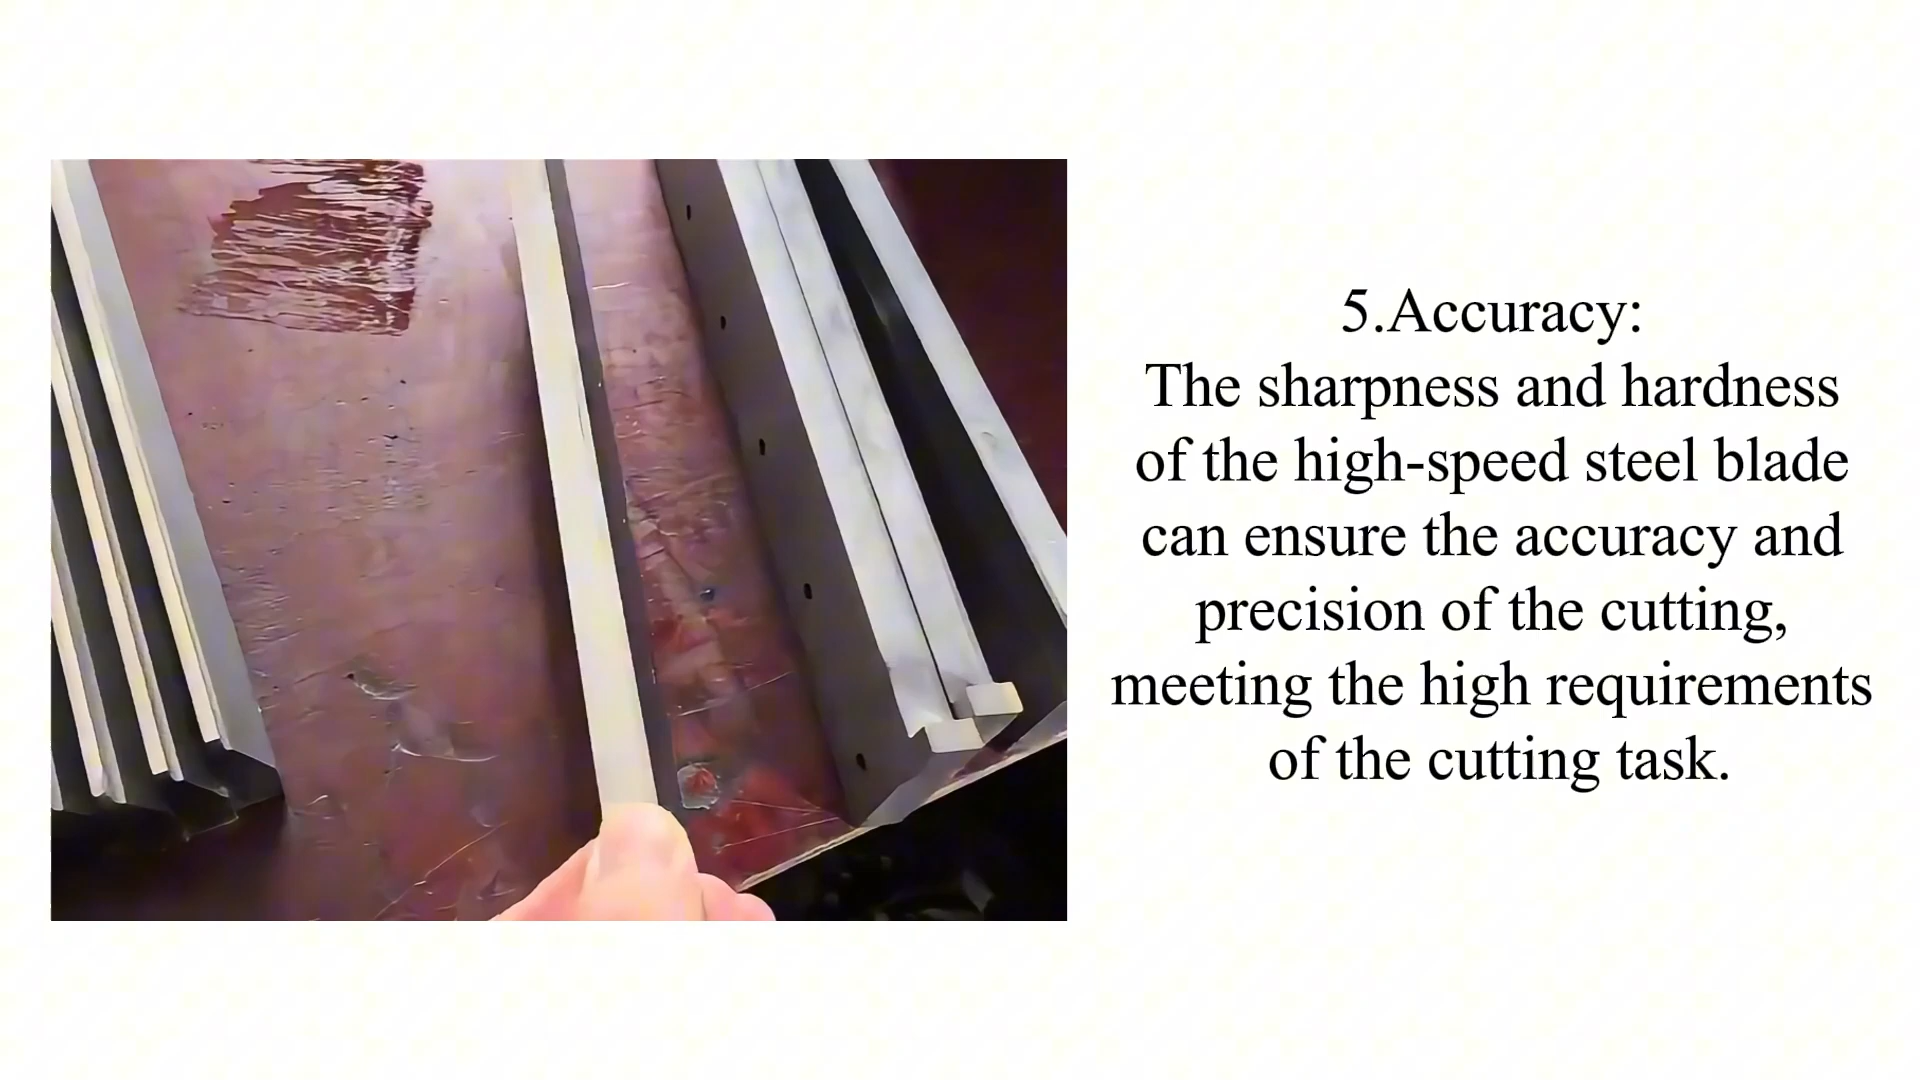 5.Accuracy:
The sharpness and hardness
of the high-speed steel blade
can ensure the accuracy and
precision of the cutting,
meeting the high requirements
of the cutting task.